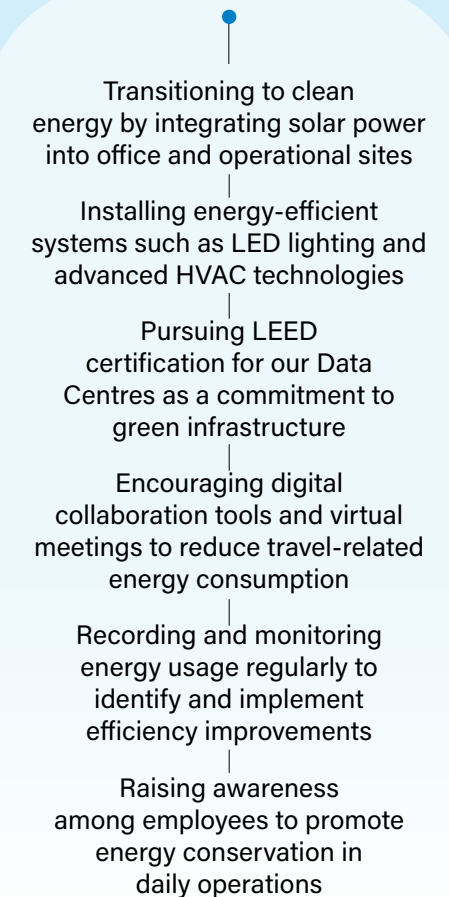 Transitioning to clean
energy by integrating solar power
into office and operational sites
Installing energy-efficient
systems such as LED lighting and
advanced HVAC technologies
Pursuing LEED
certification for our Data
Centres as a commitment to
green infrastructure
Encouraging digital
collaboration tools and virtual
meetings to reduce travel-related
energy consumption
Recording and monitoring
energy usage regularly to
identify and implement
efficiency improvements
Raising awareness
among employees to promote
energy conservation in
daily operations